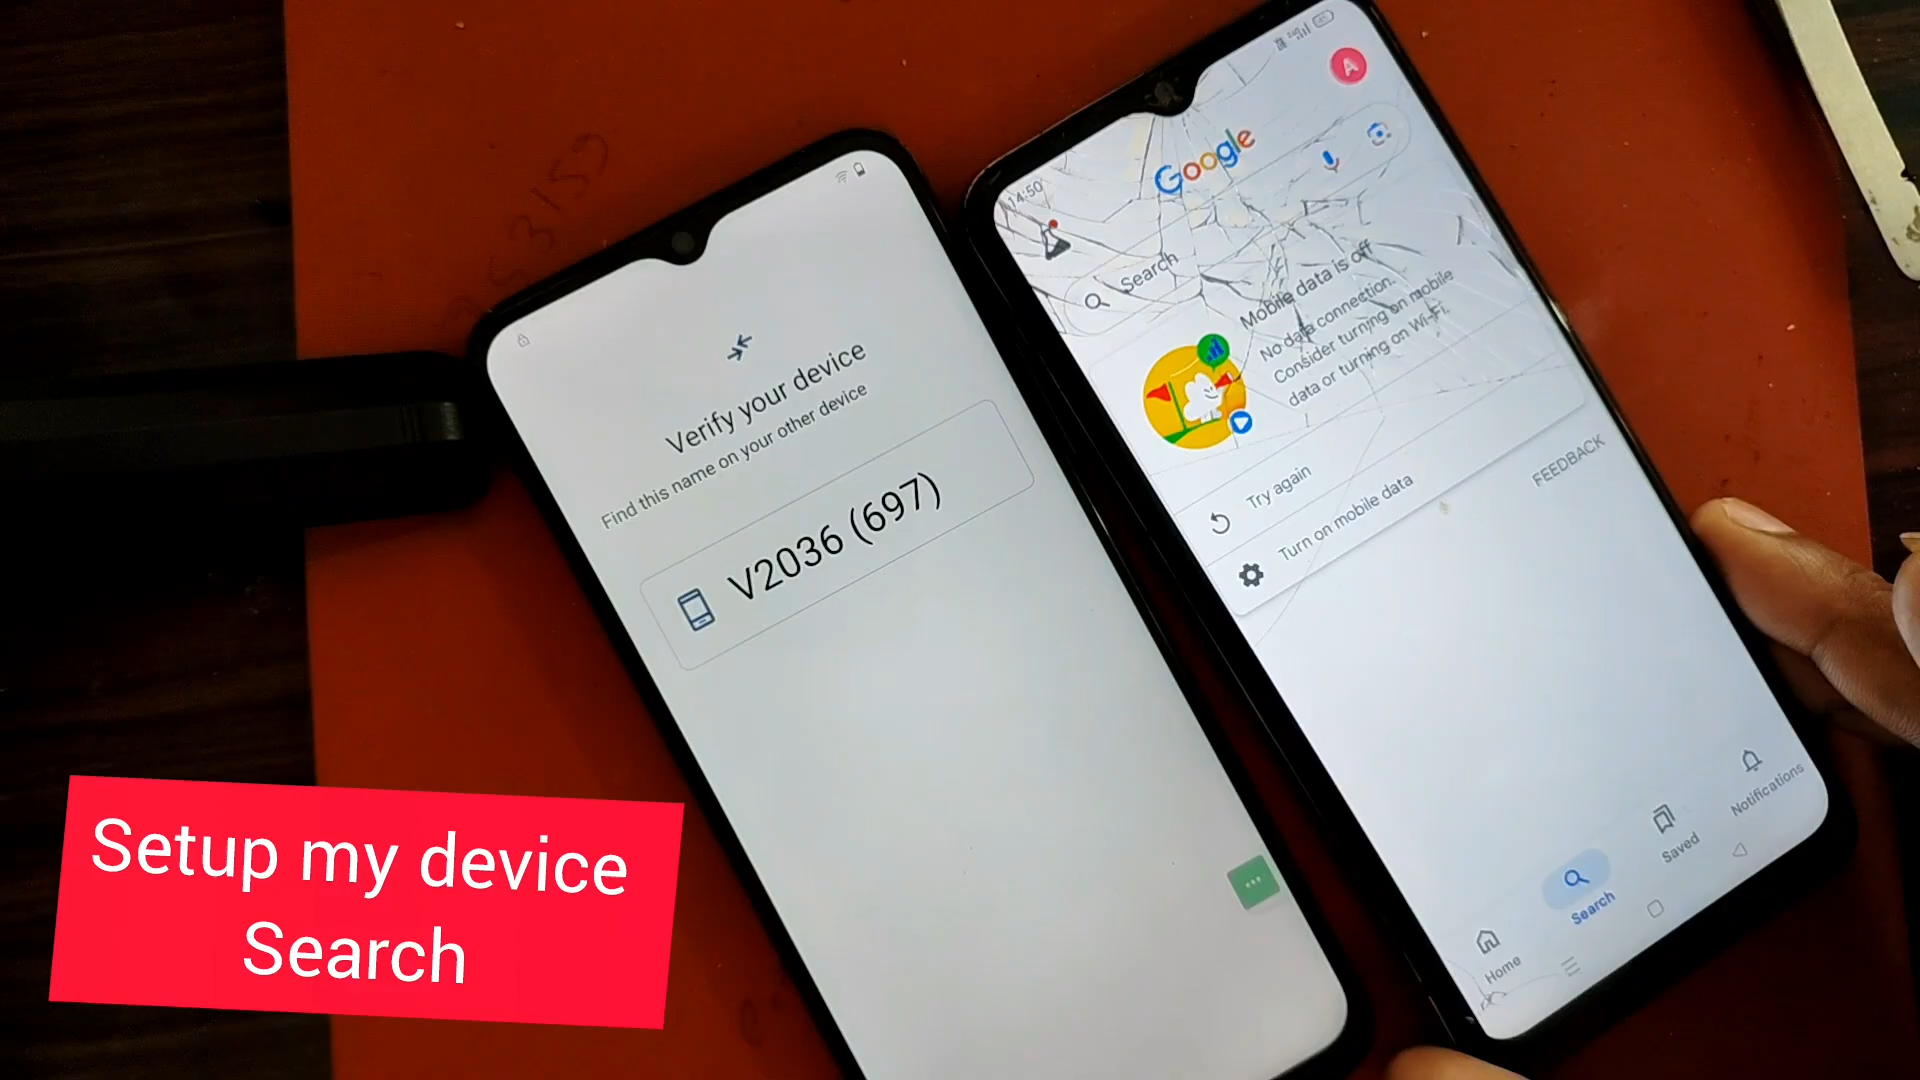 Verify your device
Find this name on your other device
V2036 (697)
14:50
A
Google
Search
Mobile data is off
No data connection.
Consider turning on mobile
data or turning on Wi-Fi.
Try again
Turn on mobile data
FEEDBACK
Home
Search
Saved
Notifications
Setup my device
Search